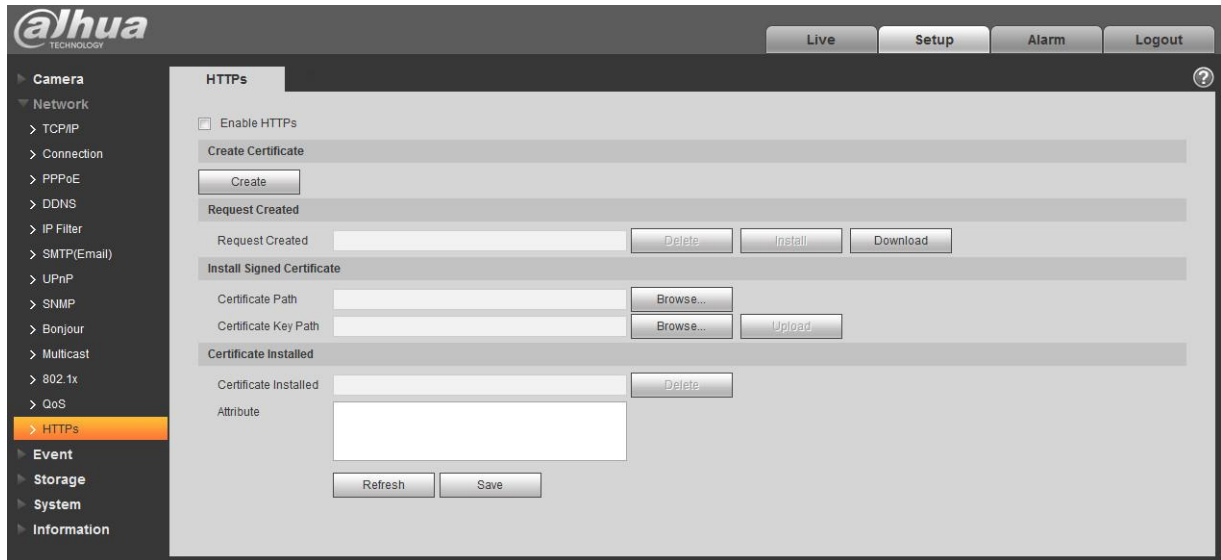 alhua
TECHNOLOGY
Live Setup Alarm Logout
Camera
Network
TCP/IP
Connection
PPPoE
DDNS
IP Filter
SMTP(Email)
UPnP
SNMP
Bonjour
Multicast
802.1x
QoS
HTTPs
Event
Storage
System
Information
HTTPs ?
Enable HTTPs
Create Certificate
Create
Request Created
Request Created Delete Install Download
Install Signed Certificate
Certificate Path Browse...
Certificate Key Path Browse... Upload
Certificate Installed
Certificate Installed Delete
Attribute
Refresh Save